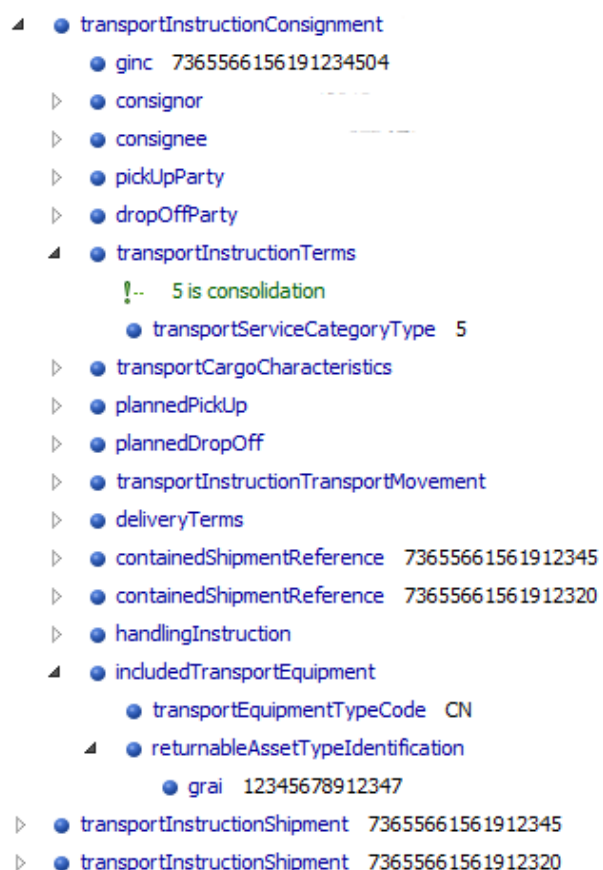 transportInstructionConsignment
ginc 7365566156191234504
consignor
consignee
pickUpParty
dropOffParty
transportInstructionTerms
!-- 5 is consolidation
transportServiceCategoryType 5
transportCargoCharacteristics
plannedPickUp
plannedDropOff
transportInstructionTransportMovement
deliveryTerms
containedShipmentReference 73655661561912345
containedShipmentReference 73655661561912320
handlingInstruction
includedTransportEquipment
transportEquipmentTypeCode CN
returnableAssetTypeIdentification
grai 12345678912347
transportInstructionShipment 73655661561912345
transportInstructionShipment 73655661561912320